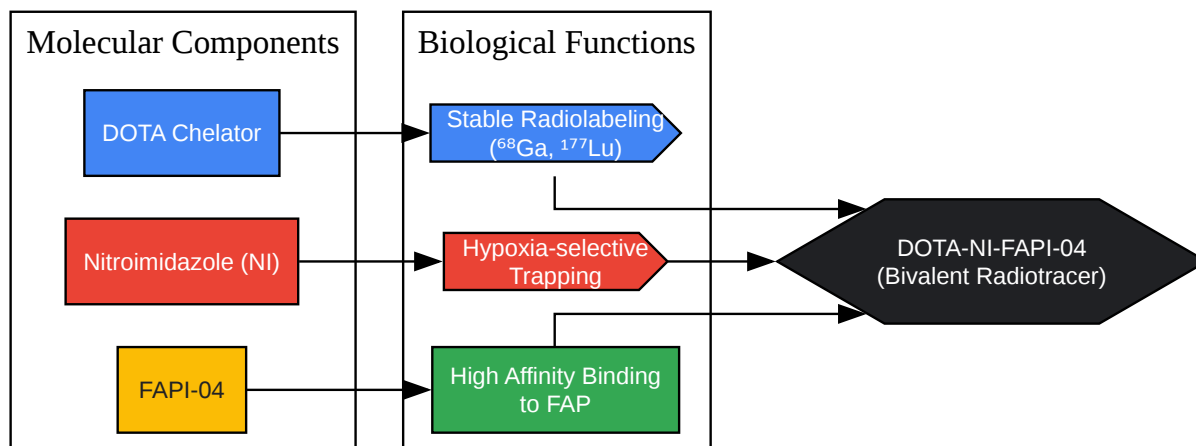 Molecular Components
Biological Functions
DOTA Chelator
Stable Radiolabeling
(⁶⁸Ga, ¹⁷⁷Lu)
Nitroimidazole (NI)
Hypoxia-selective
Trapping
DOTA-NI-FAPI-04
(Bivalent Radiotracer)
FAPI-04
High Affinity Binding
to FAP